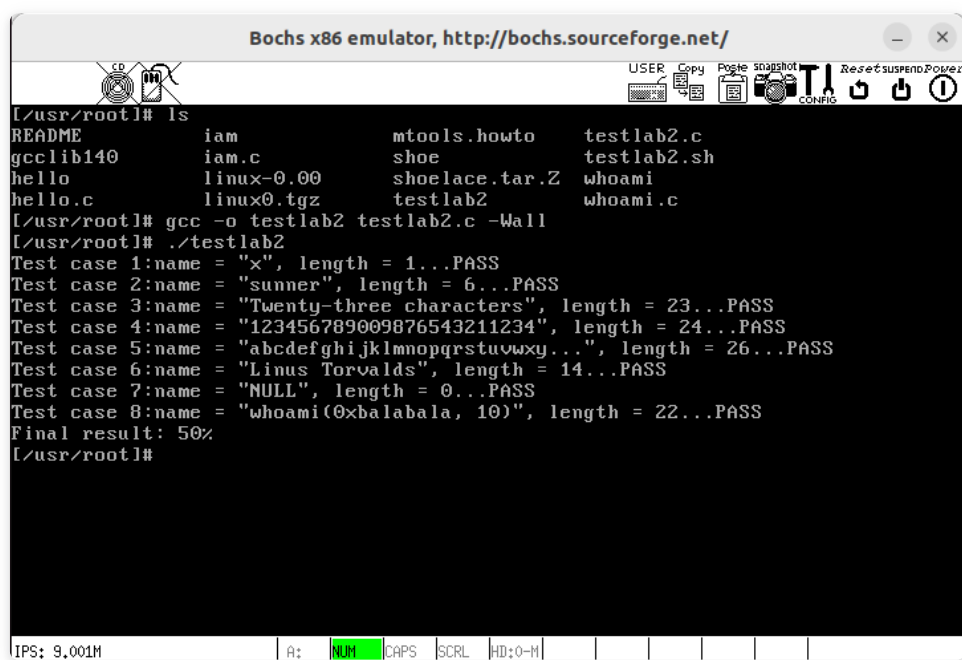 Bochs x86 emulator, http://bochs.sourceforge.net/
CD
USER Copy Paste snapshot CONFIG Reset SUSPEND Power
[/usr/root]# ls
README iam mtools.howto testlab2.c
gcclib140 iam.c shoe testlab2.sh
hello linux-0.00 shoelace.tar.Z whoami
hello.c linux0.tgz testlab2 whoami.c
[/usr/root]# gcc -o testlab2 testlab2.c -Wall
[/usr/root]# ./testlab2
Test case 1:name = "x", length = 1...PASS
Test case 2:name = "sunner", length = 6...PASS
Test case 3:name = "Twenty-three characters", length = 23...PASS
Test case 4:name = "123456789009876543211234", length = 24...PASS
Test case 5:name = "abcdefghijklmnopqrstuvwxy...", length = 26...PASS
Test case 6:name = "Linus Torvalds", length = 14...PASS
Test case 7:name = "NULL", length = 0...PASS
Test case 8:name = "whoami(0xbalabala, 10)", length = 22...PASS
Final result: 50%
[/usr/root]#
IPS: 9.001M A: NUM CAPS SCRL HD:0-M